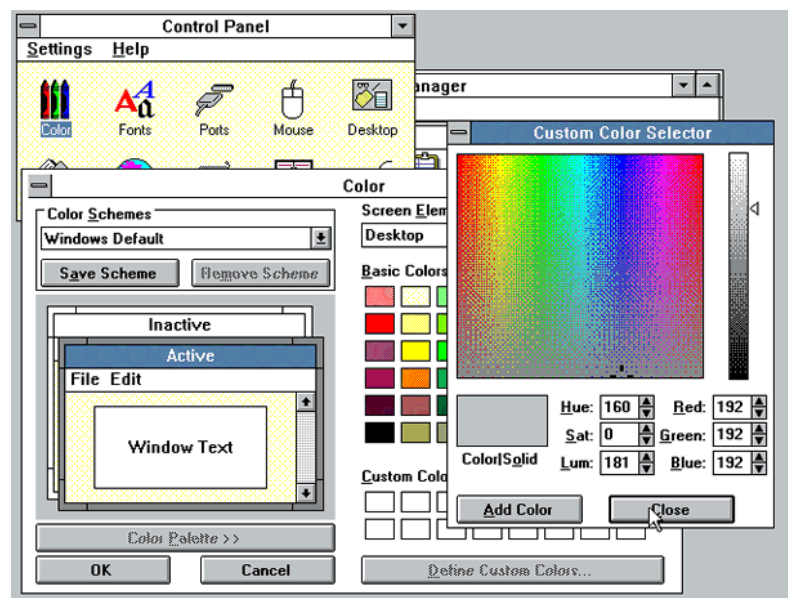 Control Panel
Settings Help
Color Fonts Ports Mouse Desktop
anager
Custom Color Selector
Color
Color Schemes
Windows Default
Save Scheme Remove Scheme
Inactive
Active
File Edit
Window Text
Color Palette >>
OK Cancel
Screen Elem
Desktop
Basic Colors
Custom Colo
Define Custom Colors...
Hue: 160 Red: 192
Sat: 0 Green: 192
Color|Solid Lum: 181 Blue: 192
Add Color Close